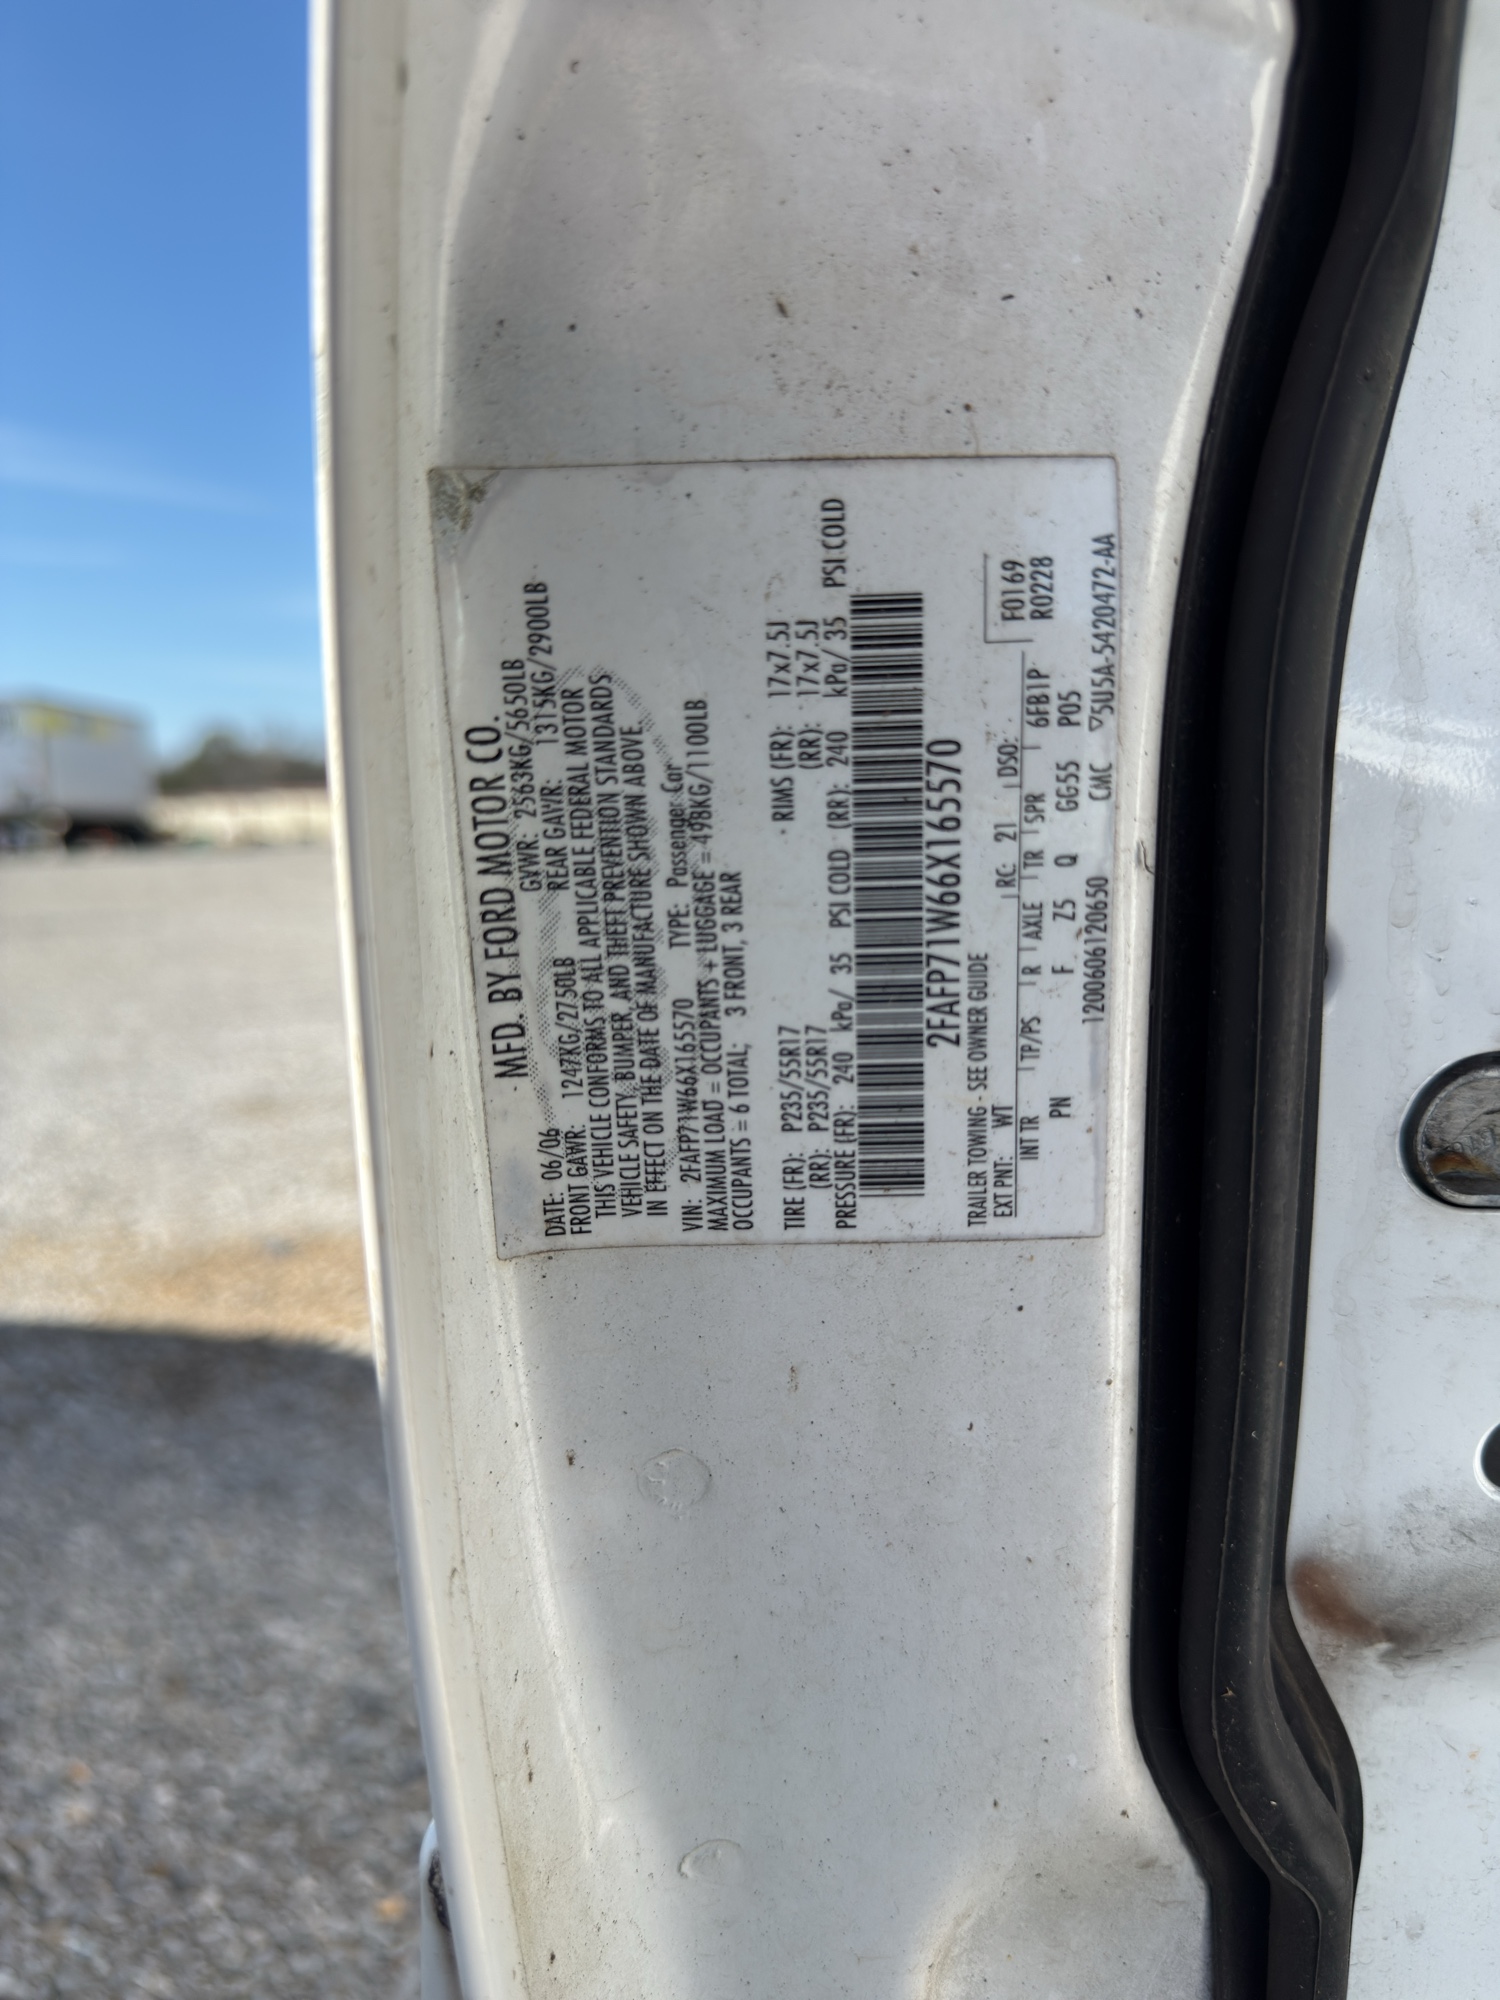 MFD. BY FORD MOTOR CO.
DATE: 06/06 GVWR: 2563KG/5650LB
FRONT GAWR: 1247KG/2750LB REAR GAWR: 1315KG/2900LB
THIS VEHICLE CONFORMS TO ALL APPLICABLE FEDERAL MOTOR
VEHICLE SAFETY, BUMPER, AND THEFT PREVENTION STANDARDS
IN EFFECT ON THE DATE OF MANUFACTURE SHOWN ABOVE.
VIN: 2FAFP71W66X165570 TYPE: Passenger Car
MAXIMUM LOAD = OCCUPANTS + LUGGAGE = 498KG/1100LB
OCCUPANTS = 6 TOTAL; 3 FRONT, 3 REAR
TIRE (FR): P235/55R17 RIMS (FR): 17x7.5J
(RR): P235/55R17 (RR): 17x7.5J
PRESSURE (FR): 240 kPa/ 35 PSI COLD (RR): 240 kPa/ 35 PSI COLD
2FAFP71W66X165570
TRAILER TOWING - SEE OWNER GUIDE
EXT PNT: WT RC: 21 DSO: F0169
INT TR TP/PS R AXLE TR SPR 6FB1P R0228
PN F Z5 Q GG55 P05
1200606120650 CMC ▽5U5A-5420472-AA